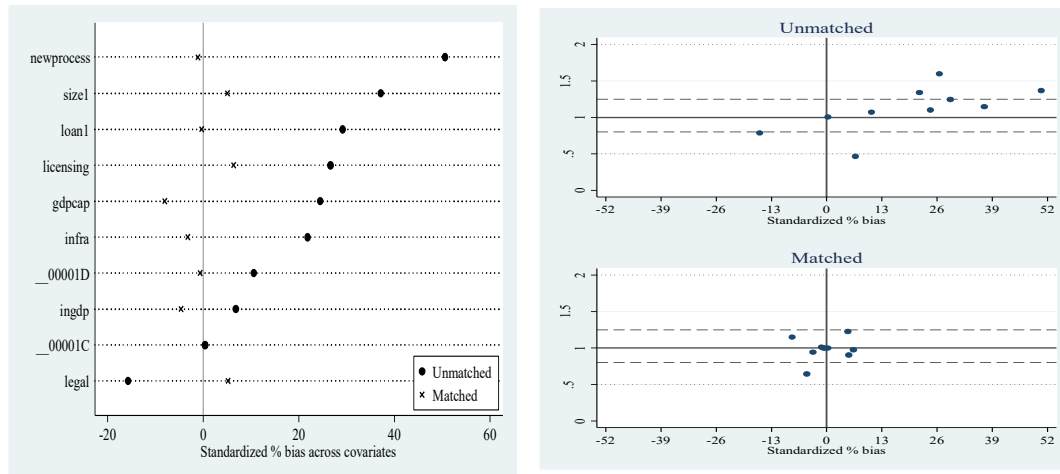 newprocess
size1
loan1
licensing
gdpcap
infra
__00001D
ingdp
__00001C
legal
Unmatched
Matched
-20 0 20 40 60
Standardized % bias across covariates
Unmatched
2
1.5
1
.5
0
-52 -39 -26 -13 0 13 26 39 52
Standardized % bias
Matched
2
1.5
1
.5
0
-52 -39 -26 -13 0 13 26 39 52
Standardized % bias